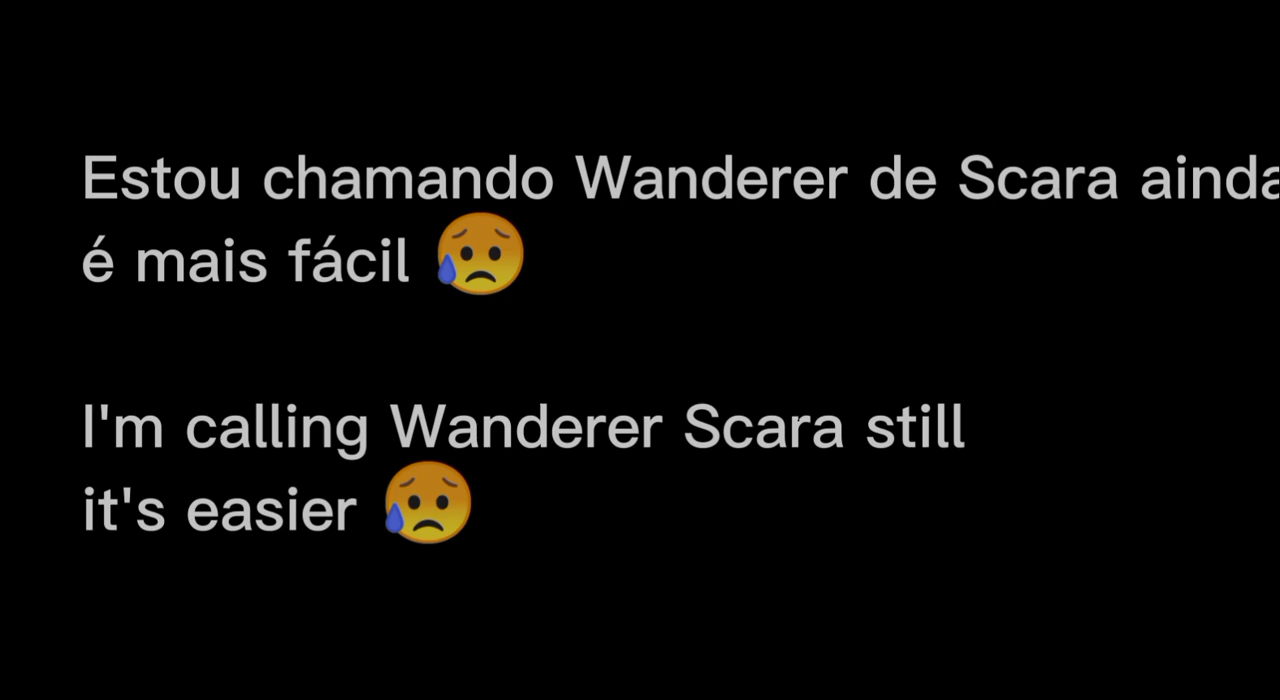 Estou chamando Wanderer de Scara ainda
é mais fácil 😥
I'm calling Wanderer Scara still
it's easier 😥